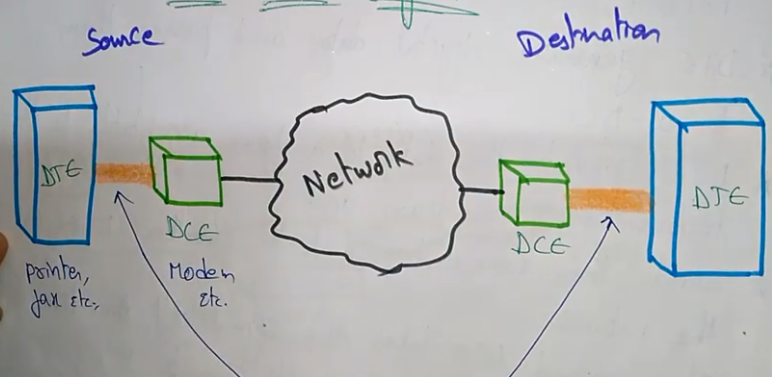 Source
Destination
DTE
DCE
Network
DCE
DTE
printer,
fax etc.,
Modem
etc.